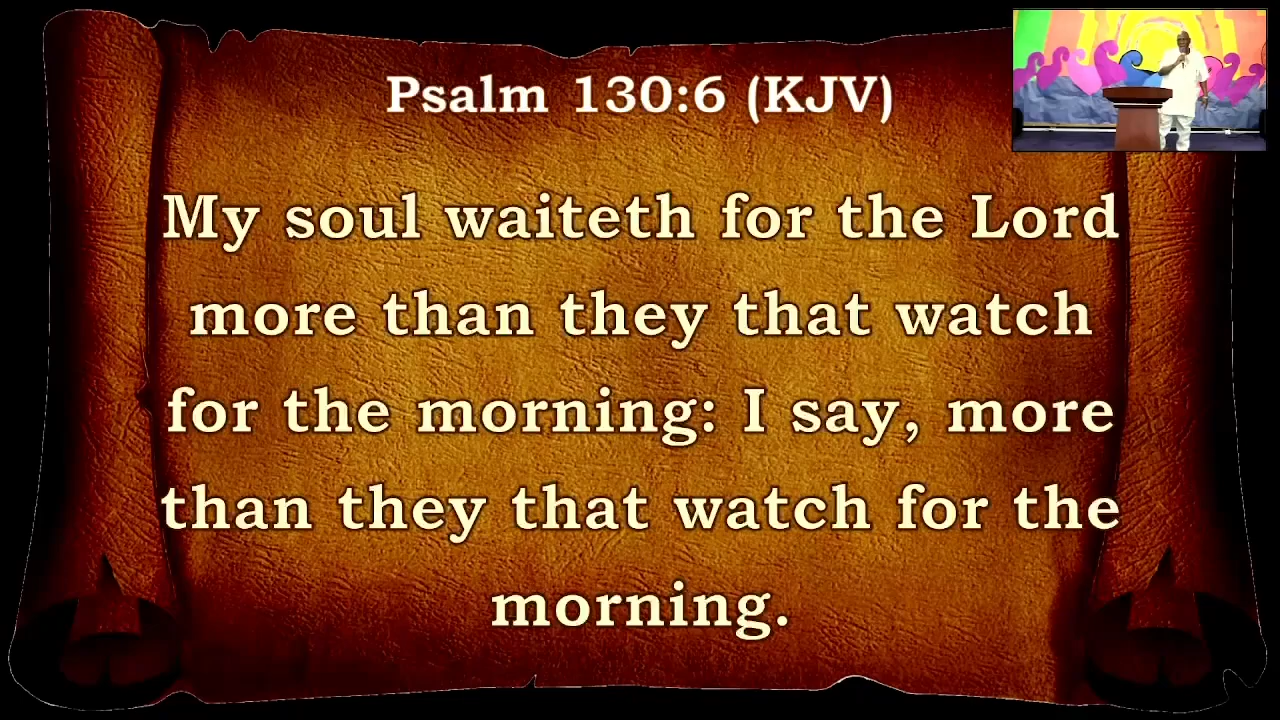 Psalm 130:6 (KJV)
My soul waiteth for the Lord
more than they that watch
for the morning: I say, more
than they that watch for the
morning.